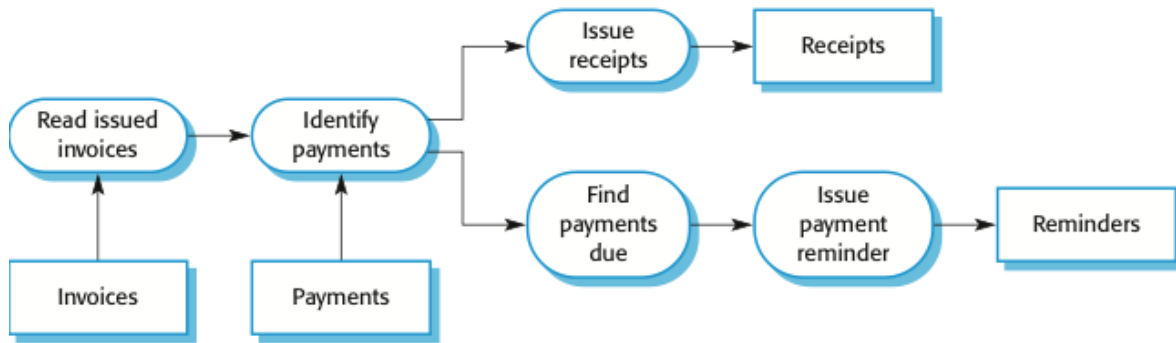 Issue
receipts
Receipts
Read issued
invoices
Identify
payments
Find
payments
due
Issue
payment
reminder
Reminders
Invoices
Payments